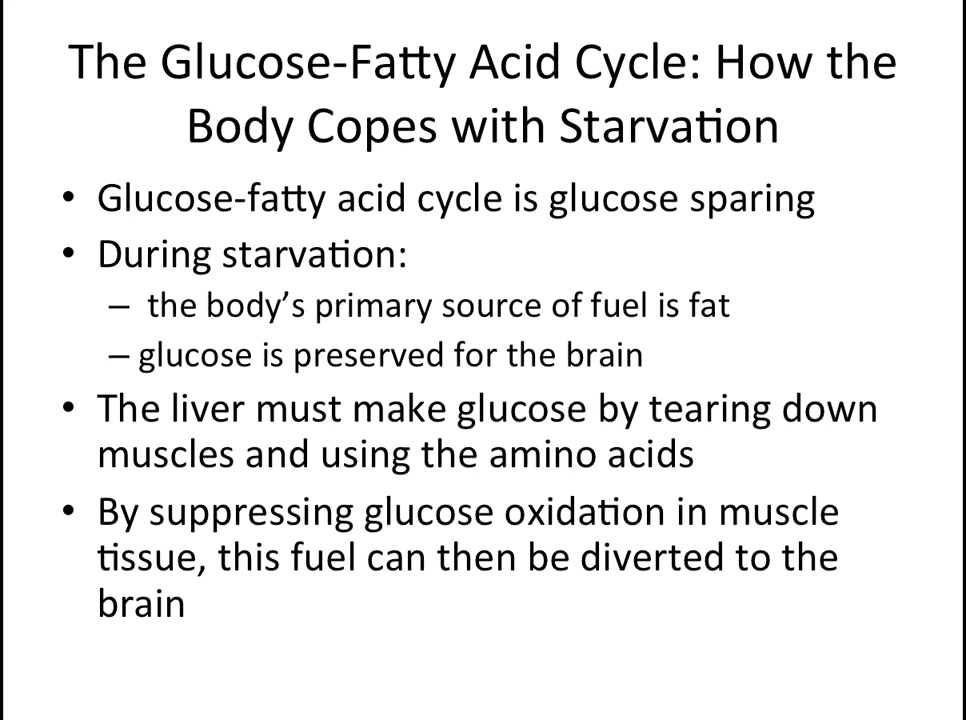 The Glucose-Fatty Acid Cycle: How the
Body Copes with Starvation
• Glucose-fatty acid cycle is glucose sparing
• During starvation:
– the body’s primary source of fuel is fat
– glucose is preserved for the brain
• The liver must make glucose by tearing down
muscles and using the amino acids
• By suppressing glucose oxidation in muscle
tissue, this fuel can then be diverted to the
brain